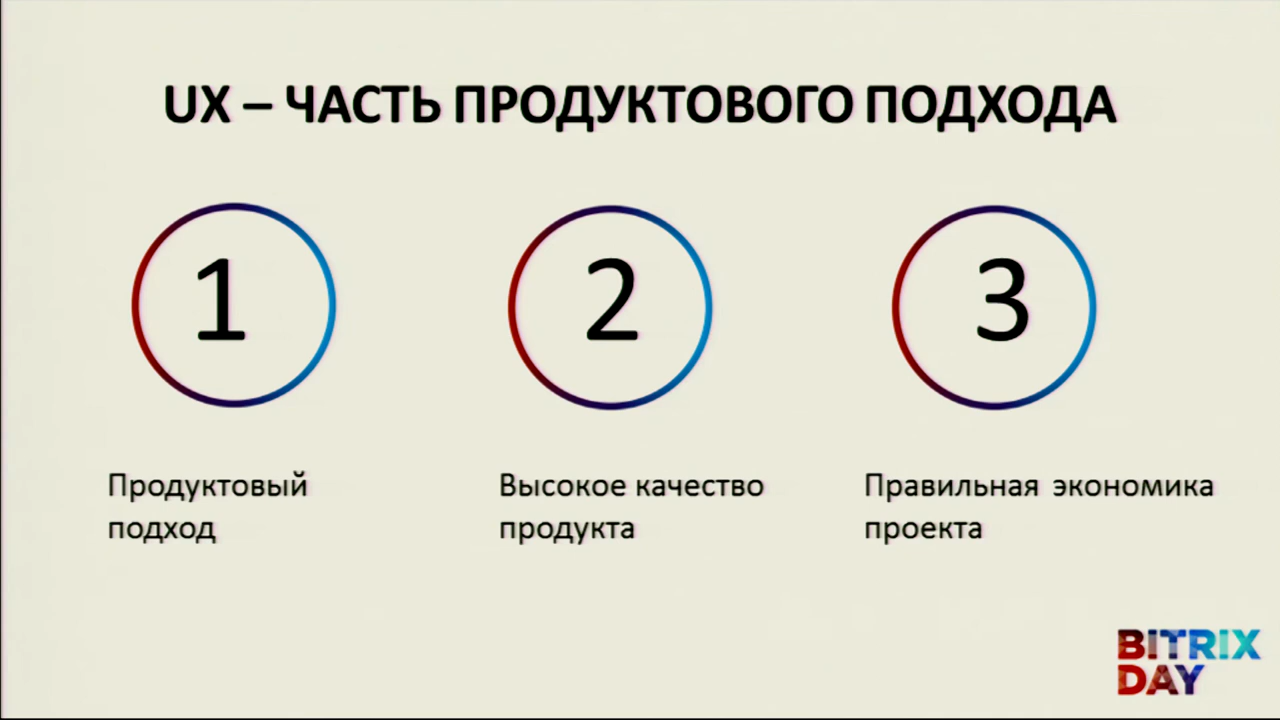 UX – ЧАСТЬ ПРОДУКТОВОГО ПОДХОДА
1
2
3
Продуктовый
подход
Высокое качество
продукта
Правильная экономика
проекта
BITRIX
DAY